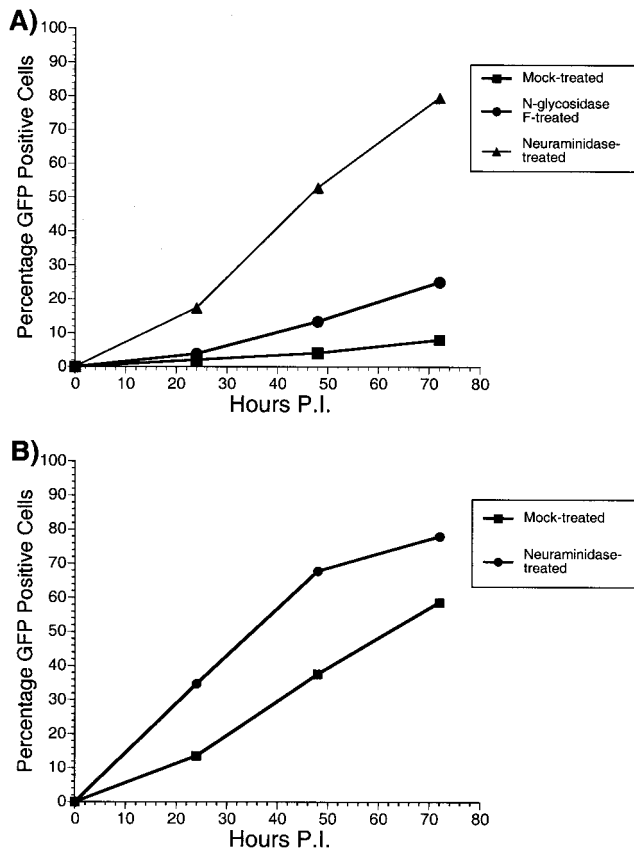 A)
100
90
80
70
60
50
40
30
20
10
0
Percentage GFP Positive Cells
0 10 20 30 40 50 60 70 80
Hours P.I.
Mock-treated
N-glycosidase
F-treated
Neuraminidase-
treated
B)
100
90
80
70
60
50
40
30
20
10
0
Percentage GFP Positive Cells
0 10 20 30 40 50 60 70 80
Hours P.I.
Mock-treated
Neuraminidase-
treated